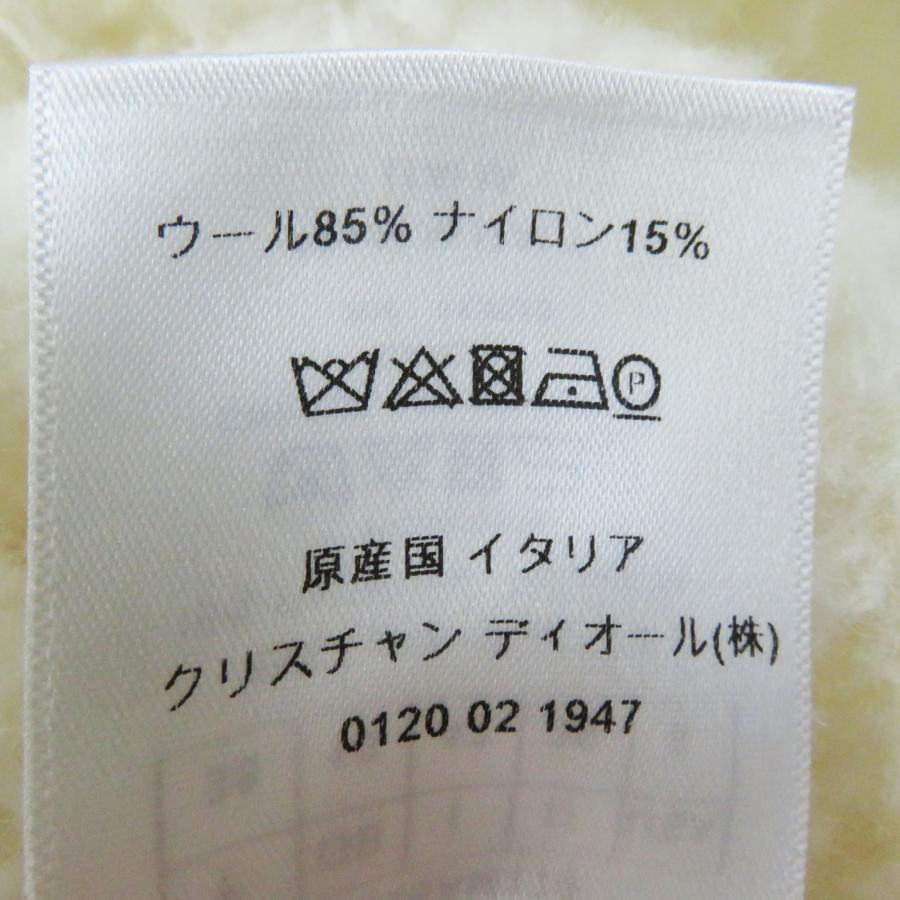 ウール85% ナイロン15%
P
原産国 イタリア
クリスチャン ディオール(株)
0120 02 1947